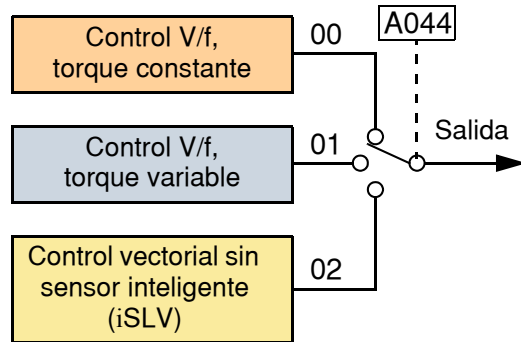 Control V/f,
torque constante
00
A044
Control V/f,
torque variable
01
Salida
Control vectorial sin
sensor inteligente
(iSLV)
02